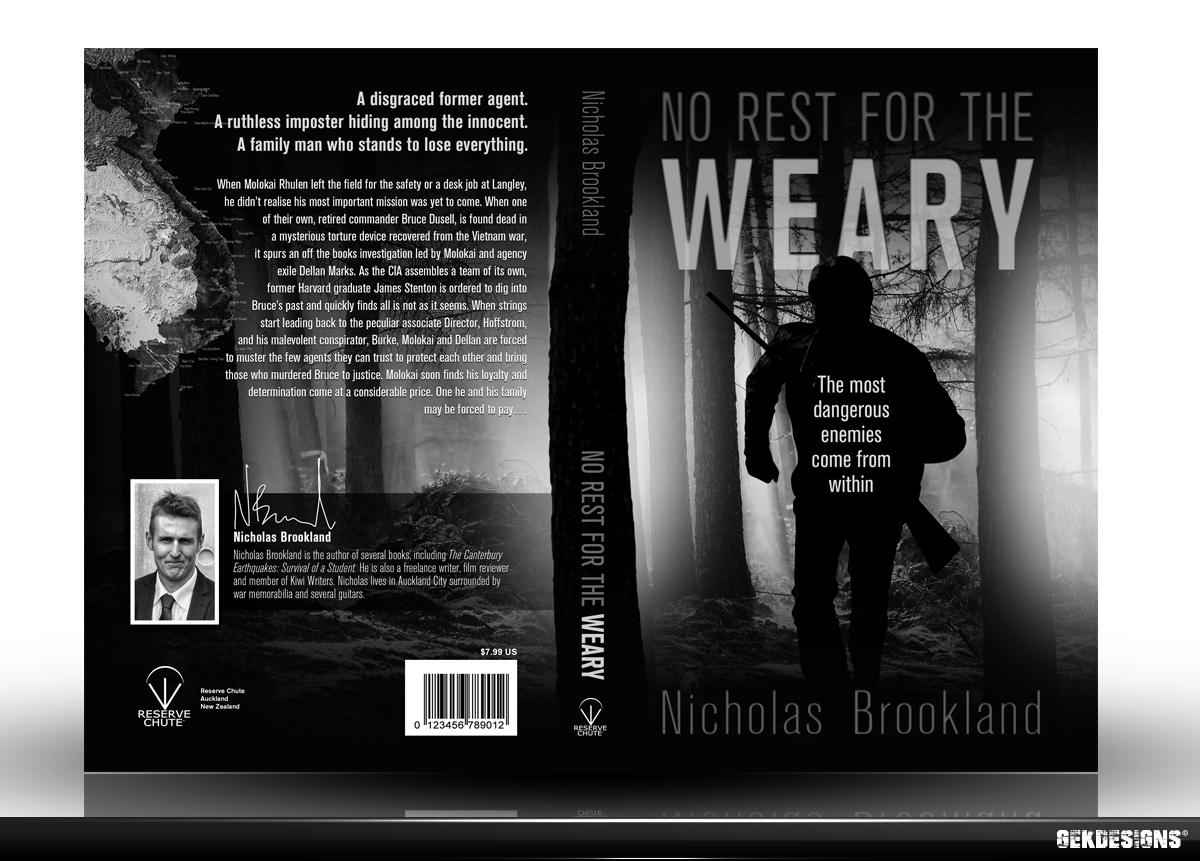 A disgraced former agent.
A ruthless imposter hiding among the innocent.
A family man who stands to lose everything.
When Molokai Rhulen left the field for the safety or a desk job at Langley,
he didn't realise his most important mission was yet to come. When one
of their own, retired commander Bruce Dusell, is found dead in
a mysterious torture device recovered from the Vietnam war,
it spurs an off the books investigation led by Molokai and agency
exile Dellan Marks. As the CIA assembles a team of its own,
former Harvard graduate James Stenton is ordered to dig into
Bruce's past and quickly finds all is not as it seems. When strings
start leading back to the peculiar associate Director, Hoffstrom,
and his malevolent conspirator, Burke, Molokai and Dellan are forced
to muster the few agents they can trust to protect each other and bring
those who murdered Bruce to justice. Molokai soon finds his loyalty and
determination come at a considerable price. One he and his family
may be forced to pay...
Nicholas Brookland
Nicholas Brookland is the author of several books, including The Canterbury
Earthquakes: Survival of a Student. He is also a freelance writer, film reviewer
and member of Kiwi Writers. Nicholas lives in Auckland City surrounded by
war memorabilia and several guitars.
RESERVE
CHUTE
Reserve Chute
Auckland
New Zealand
$7.99 US
0 123456 789012
Nicholas Brookland
NO REST FOR THE WEARY
RESERVE
CHUTE
NO REST FOR THE
WEARY
The most
dangerous
enemies
come from
within
Nicholas Brookland
GEKDESIGNS©